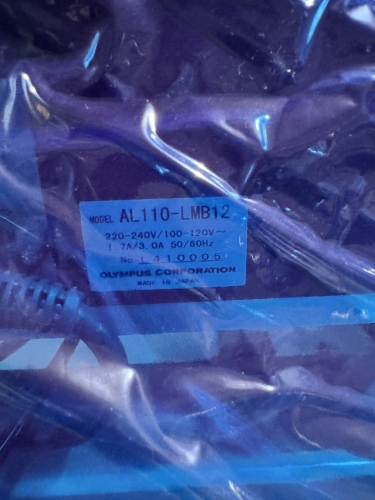 MODEL AL110-LMB12
220-240V/100-120V~
1.7A/3.0A 50/60Hz
No. L410005
OLYMPUS CORPORATION
MADE IN JAPAN